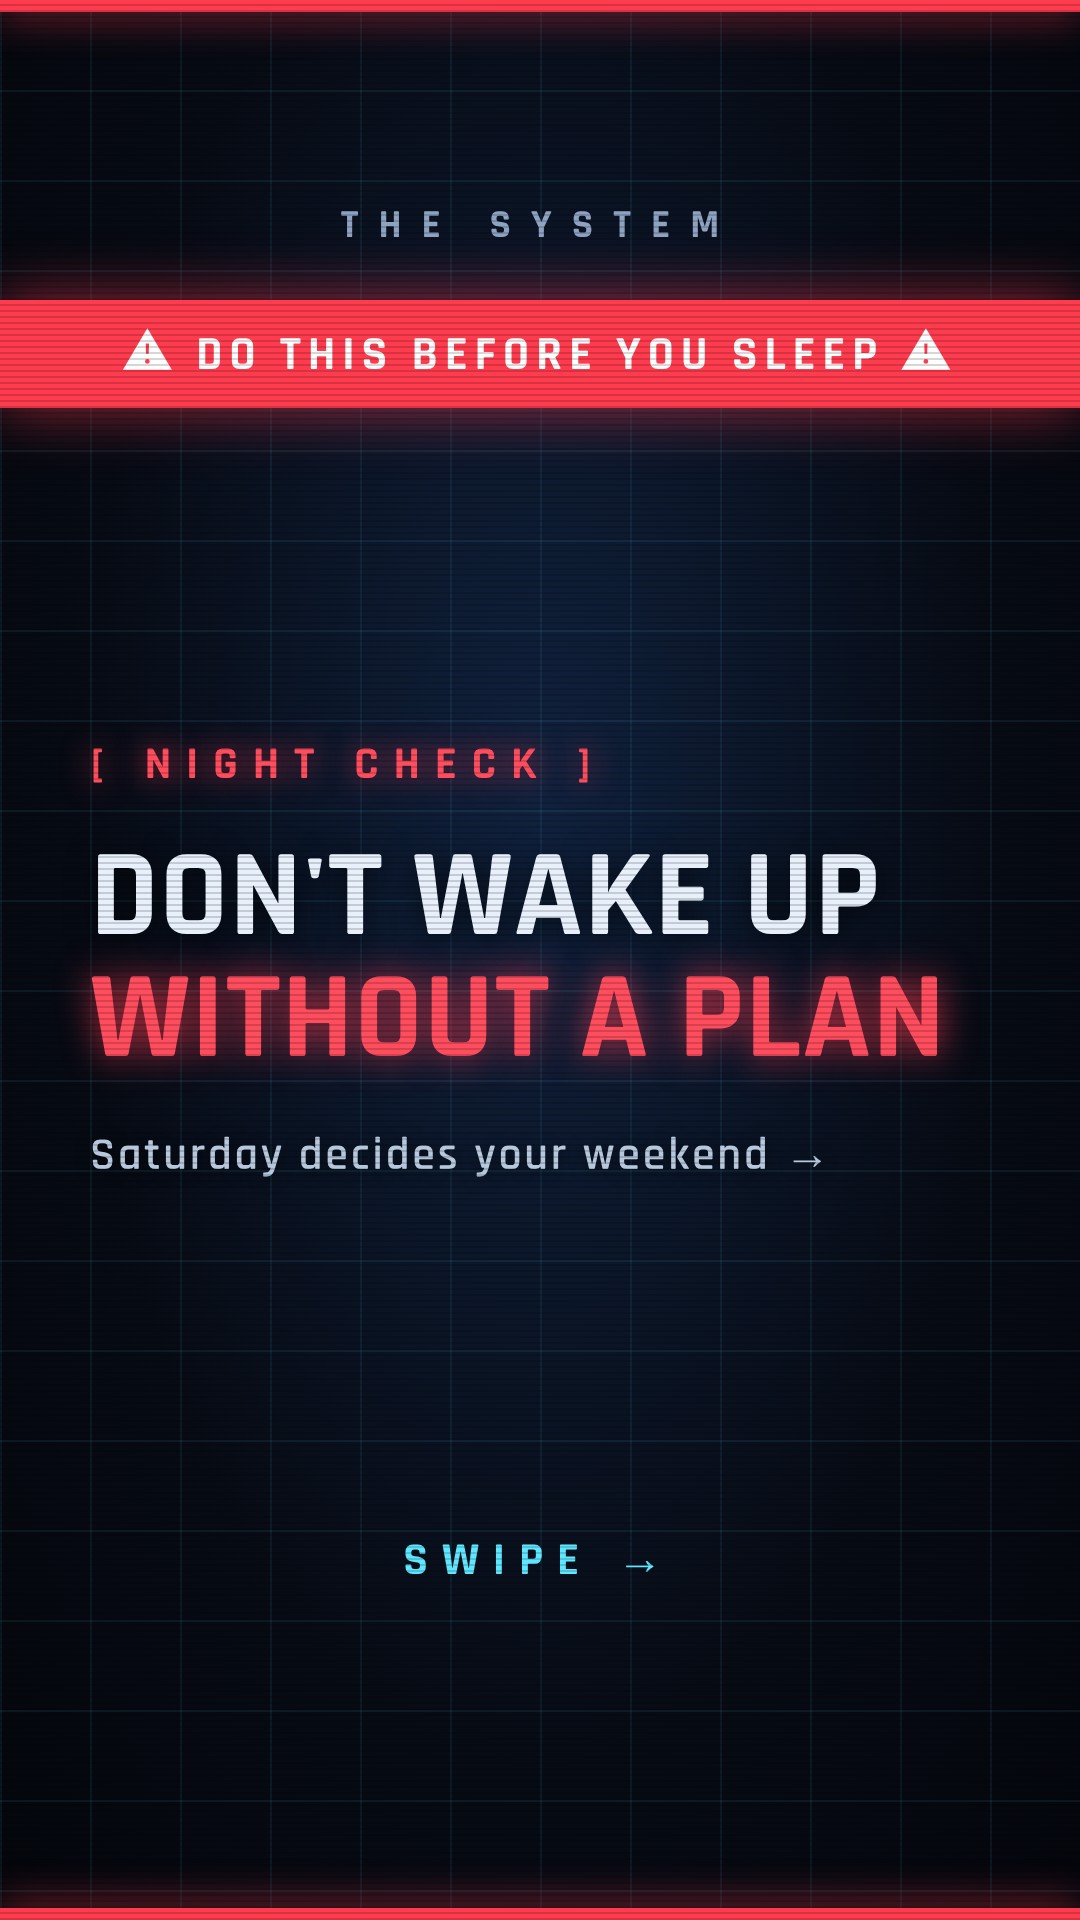 THE SYSTEM
⚠ DO THIS BEFORE YOU SLEEP ⚠
[ NIGHT CHECK ]
DON'T WAKE UP
WITHOUT A PLAN
Saturday decides your weekend →
SWIPE →